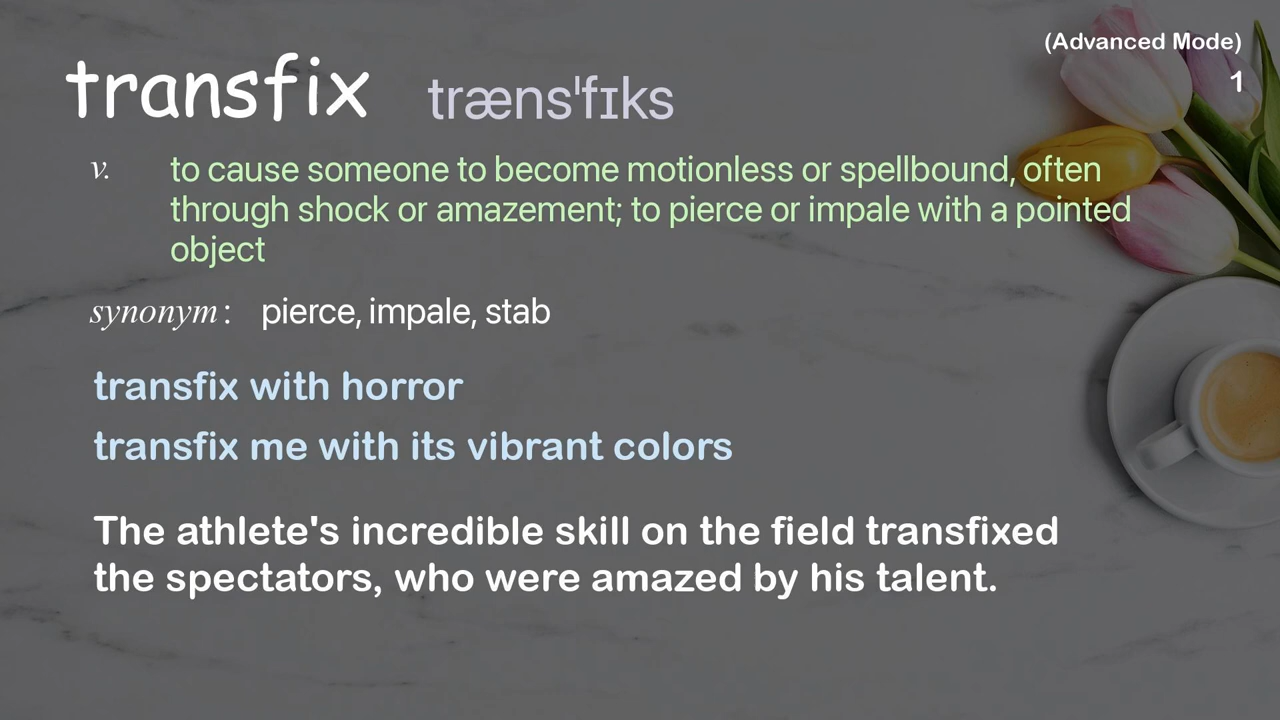 (Advanced Mode)
1
transfix trænsˈfɪks
v. to cause someone to become motionless or spellbound, often
through shock or amazement; to pierce or impale with a pointed
object
synonym : pierce, impale, stab
transfix with horror
transfix me with its vibrant colors
The athlete's incredible skill on the field transfixed
the spectators, who were amazed by his talent.